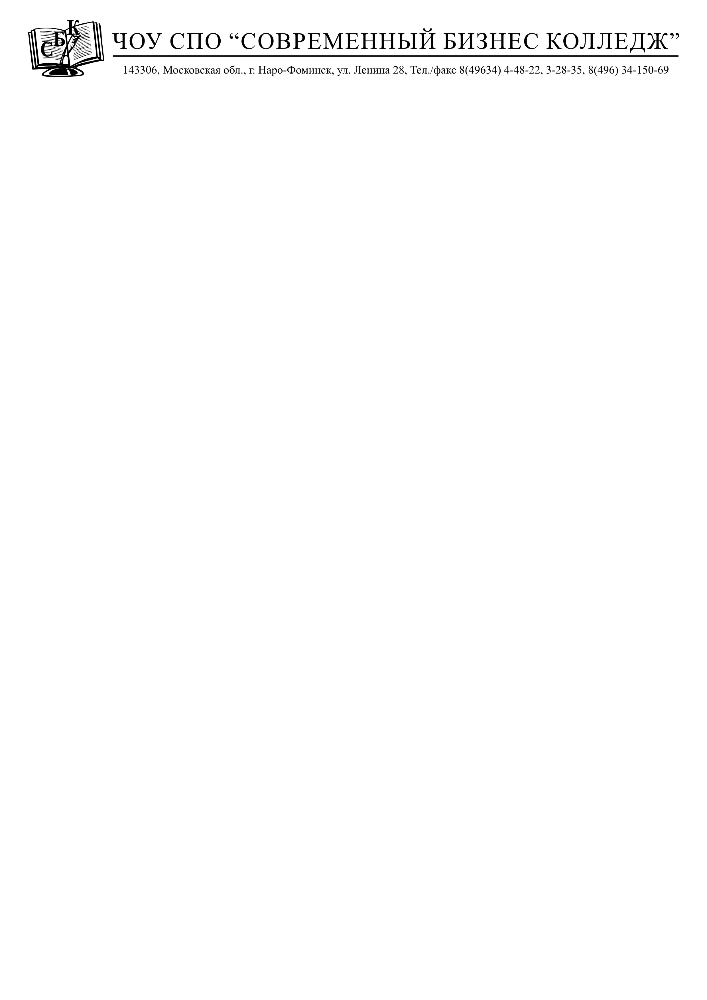 СБК
ЧОУ СПО “СОВРЕМЕННЫЙ БИЗНЕС КОЛЛЕДЖ”
143306, Московская обл., г. Наро-Фоминск, ул. Ленина 28, Тел./факс 8(49634) 4-48-22, 3-28-35, 8(496) 34-150-69